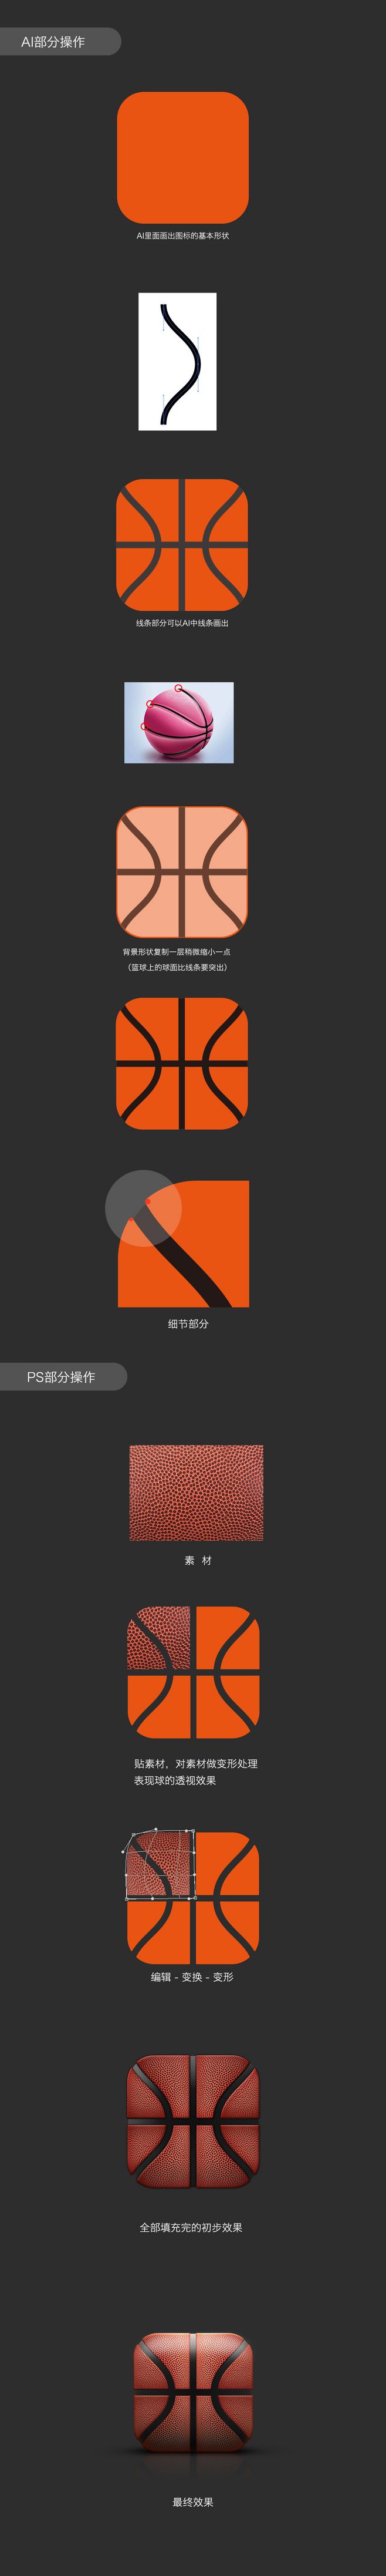 AI部分操作
AI里面画出图标的基本形状
线条部分可以AI中线条画出
背景形状复制一层稍微缩小一点
（篮球上的球面比线条要突出）
细节部分
PS部分操作
素 材
贴素材，对素材做变形处理
表现球的透视效果
编辑 - 变换 - 变形
全部填充完的初步效果
最终效果